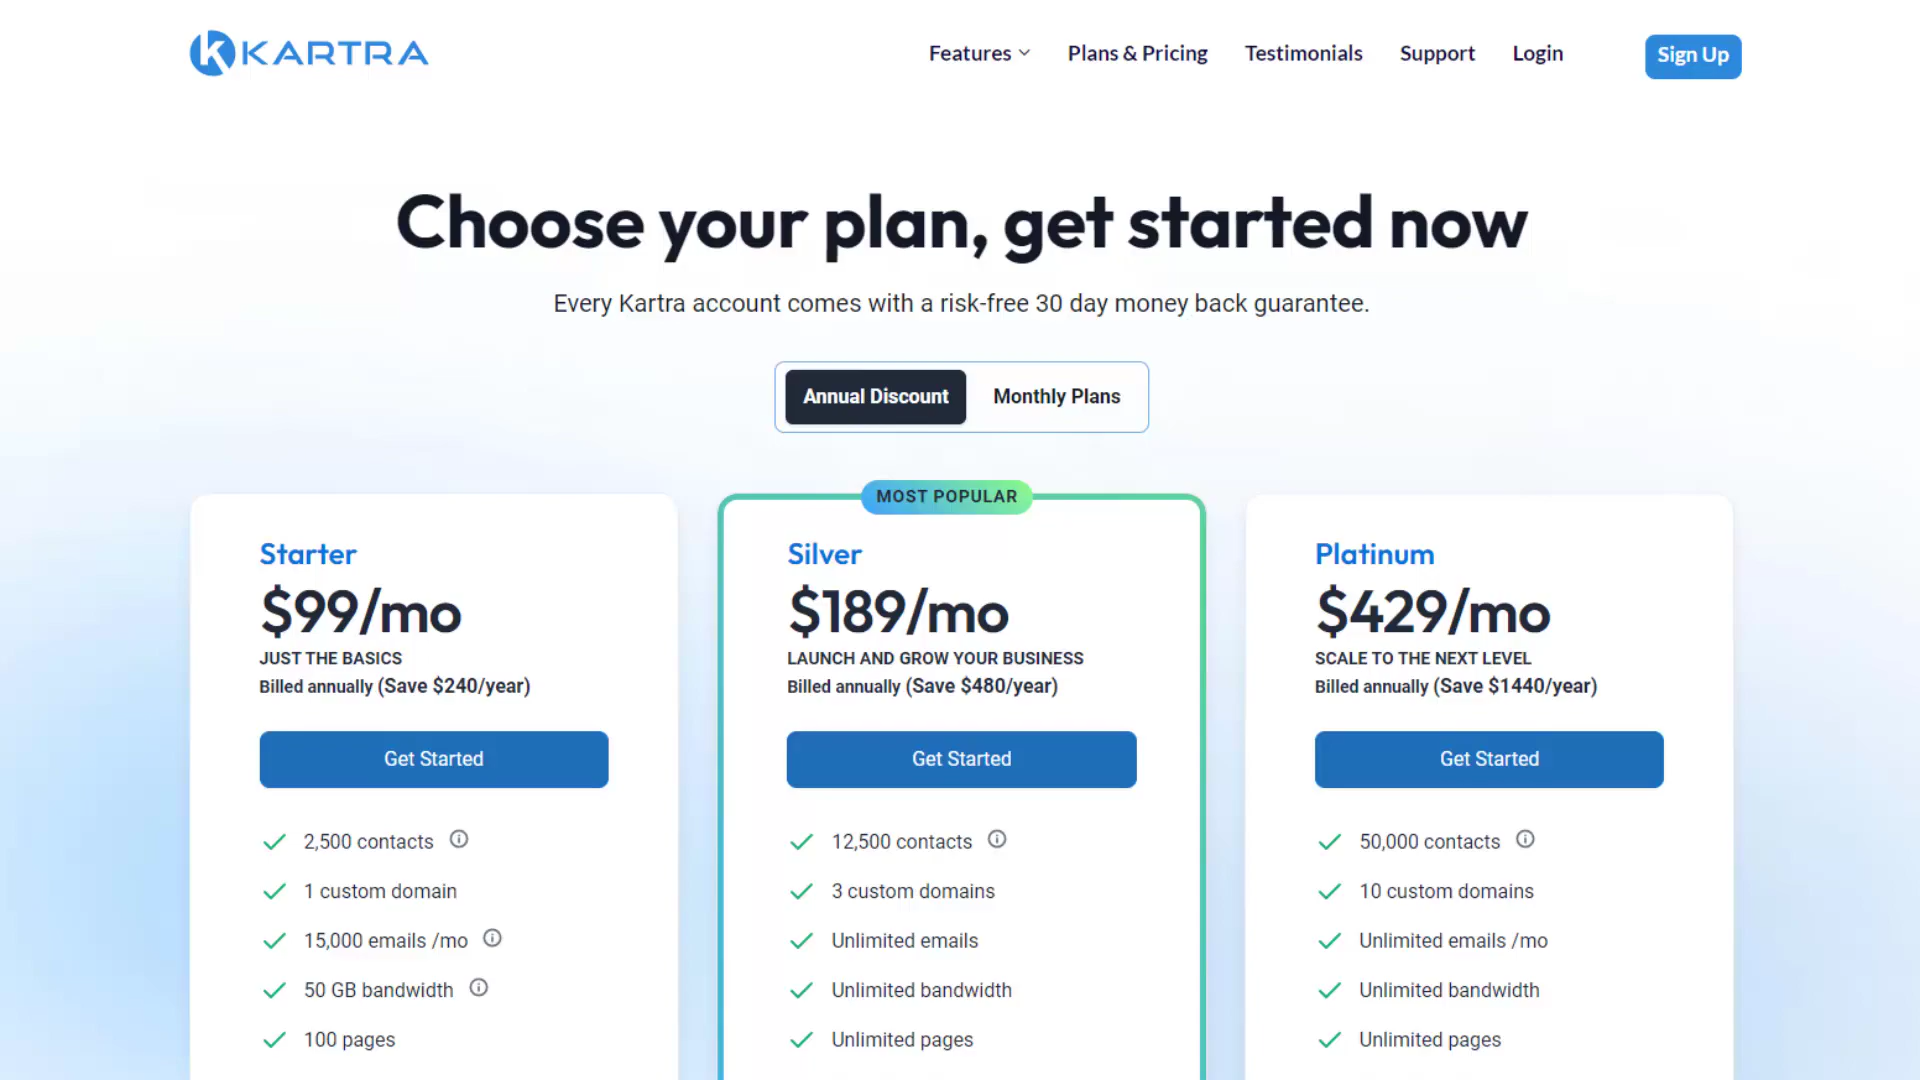 KARTRA
Features
Plans & Pricing
Testimonials
Support
Login
Sign Up
Choose your plan, get started now
Every Kartra account comes with a risk-free 30 day money back guarantee.
Annual Discount
Monthly Plans
Starter
$99/mo
JUST THE BASICS
Billed annually (Save $240/year)
Get Started
2,500 contacts
1 custom domain
15,000 emails /mo
50 GB bandwidth
100 pages
MOST POPULAR
Silver
$189/mo
LAUNCH AND GROW YOUR BUSINESS
Billed annually (Save $480/year)
Get Started
12,500 contacts
3 custom domains
Unlimited emails
Unlimited bandwidth
Unlimited pages
Platinum
$429/mo
SCALE TO THE NEXT LEVEL
Billed annually (Save $1440/year)
Get Started
50,000 contacts
10 custom domains
Unlimited emails /mo
Unlimited bandwidth
Unlimited pages